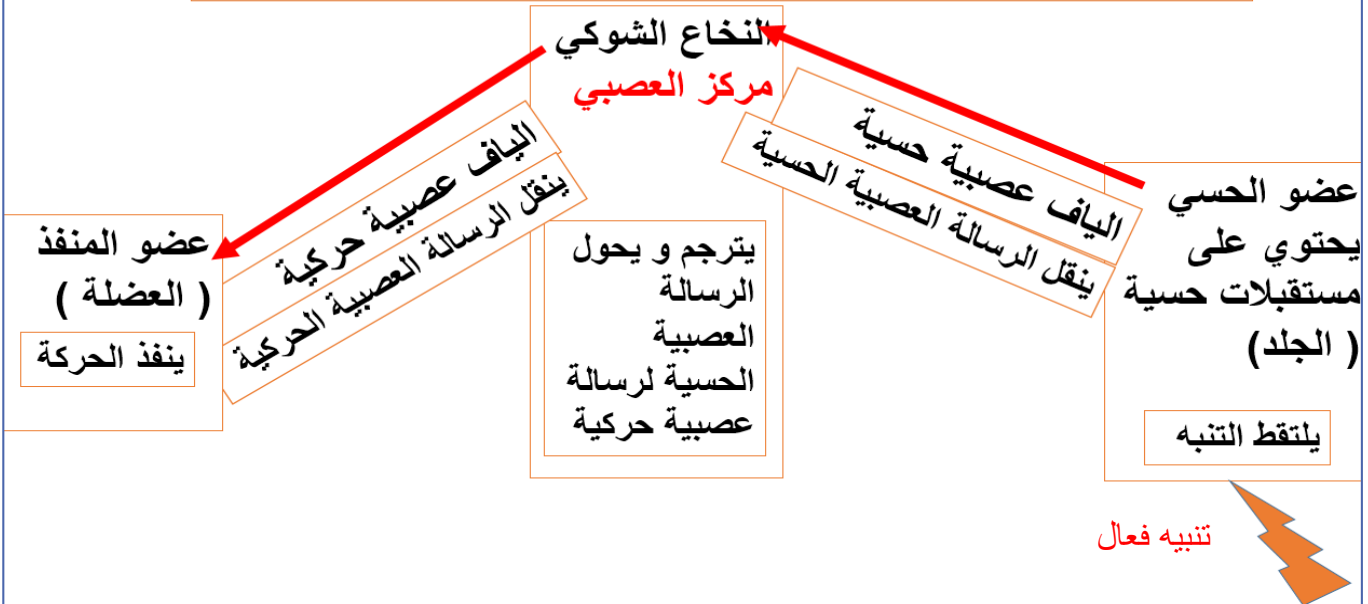 النخاع الشوكي
مركز العصبي
الياف عصبية حسية
ينقل الرسالة العصبية الحسية
عضو الحسي
يحتوي على
مستقبلات حسية
( الجلد)
يلتقط التنبه
تنبيه فعال
يترجم و يحول
الرسالة
العصبية
الحسية لرسالة
عصبية حركية
الياف عصبية حركية
ينقل الرسالة العصبية الحركية
عضو المنفذ
( العضلة )
ينفذ الحركة